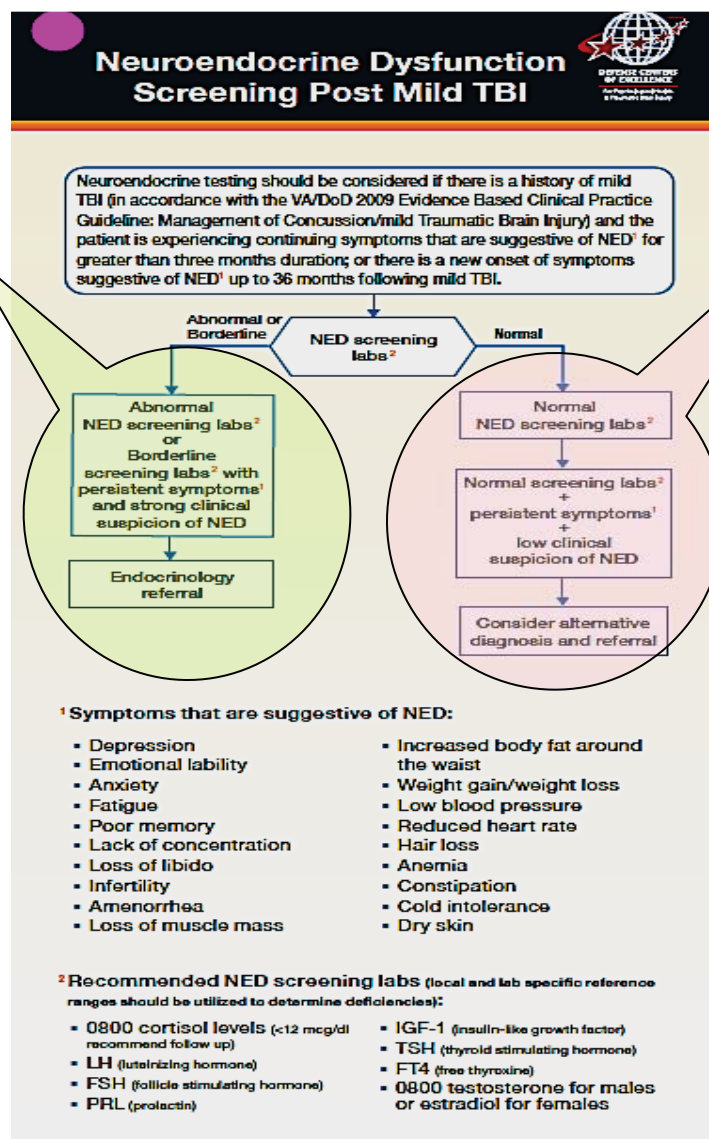 Neuroendocrine Dysfunction
Screening Post Mild TBI
DEFENSE CENTERS
OF EXCELLENCE
Neuroendocrine testing should be considered if there is a history of mild
TBI (in accordance with the VA/DoD 2009 Evidence Based Clinical Practice
Guideline: Management of Concussion/mild Traumatic Brain Injury) and the
patient is experiencing continuing symptoms that are suggestive of NED¹ for
greater than three months duration; or there is a new onset of symptoms
suggestive of NED¹ up to 36 months following mild TBI.
Abnormal or
Borderline
NED screening
labs²
Normal
Abnormal
NED screening labs²
or
Borderline
screening labs² with
persistent symptoms¹
and strong clinical
suspicion of NED
Endocrinology
referral
Normal
NED screening labs²
Normal screening labs²
+
persistent symptoms¹
+
low clinical
suspicion of NED
Consider alternative
diagnosis and referral
¹ Symptoms that are suggestive of NED:
▪ Depression
▪ Emotional lability
▪ Anxiety
▪ Fatigue
▪ Poor memory
▪ Lack of concentration
▪ Loss of libido
▪ Infertility
▪ Amenorrhea
▪ Loss of muscle mass
▪ Increased body fat around
the waist
▪ Weight gain/weight loss
▪ Low blood pressure
▪ Reduced heart rate
▪ Hair loss
▪ Anemia
▪ Constipation
▪ Cold intolerance
▪ Dry skin
² Recommended NED screening labs (local and lab specific reference
ranges should be utilized to determine deficiencies):
▪ 0800 cortisol levels (<12 mcg/dl
recommend follow up)
▪ LH (luteinizing hormone)
▪ FSH (follicle stimulating hormone)
▪ PRL (prolactin)
▪ IGF-1 (insulin-like growth factor)
▪ TSH (thyroid stimulating hormone)
▪ FT4 (free thyroxine)
▪ 0800 testosterone for males
or estradiol for females